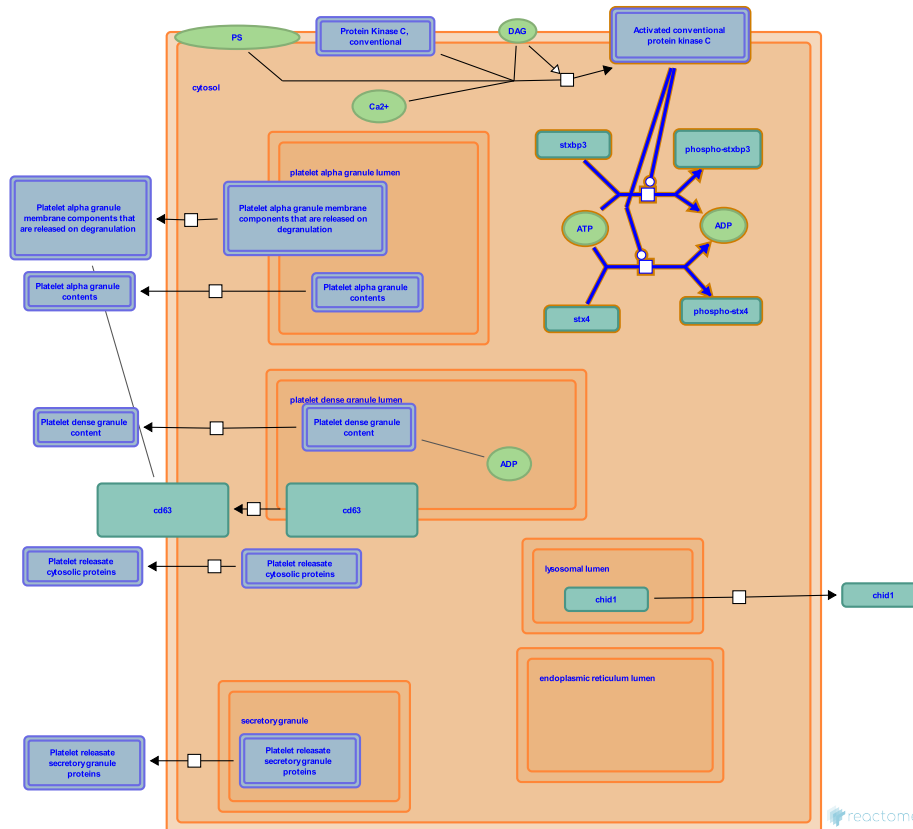 PS
Protein Kinase C,
conventional
DAG
Activated conventional
protein kinase C
cytosol
Ca2+
stxbp3
phospho-stxbp3
platelet alpha granule lumen
Platelet alpha granule
membrane components that
are released on degranulation
Platelet alpha granule membrane
components that are released on
degranulation
ATP
ADP
Platelet alpha granule
contents
Platelet alpha granule
contents
stx4
phospho-stx4
platelet dense granule lumen
Platelet dense granule
content
Platelet dense granule
content
ADP
cd63
cd63
Platelet releasate
cytosolic proteins
Platelet releasate
cytosolic proteins
lysosomal lumen
chid1
chid1
endoplasmic reticulum lumen
secretory granule
Platelet releasate
secretory granule
proteins
Platelet releasate
secretory granule
proteins